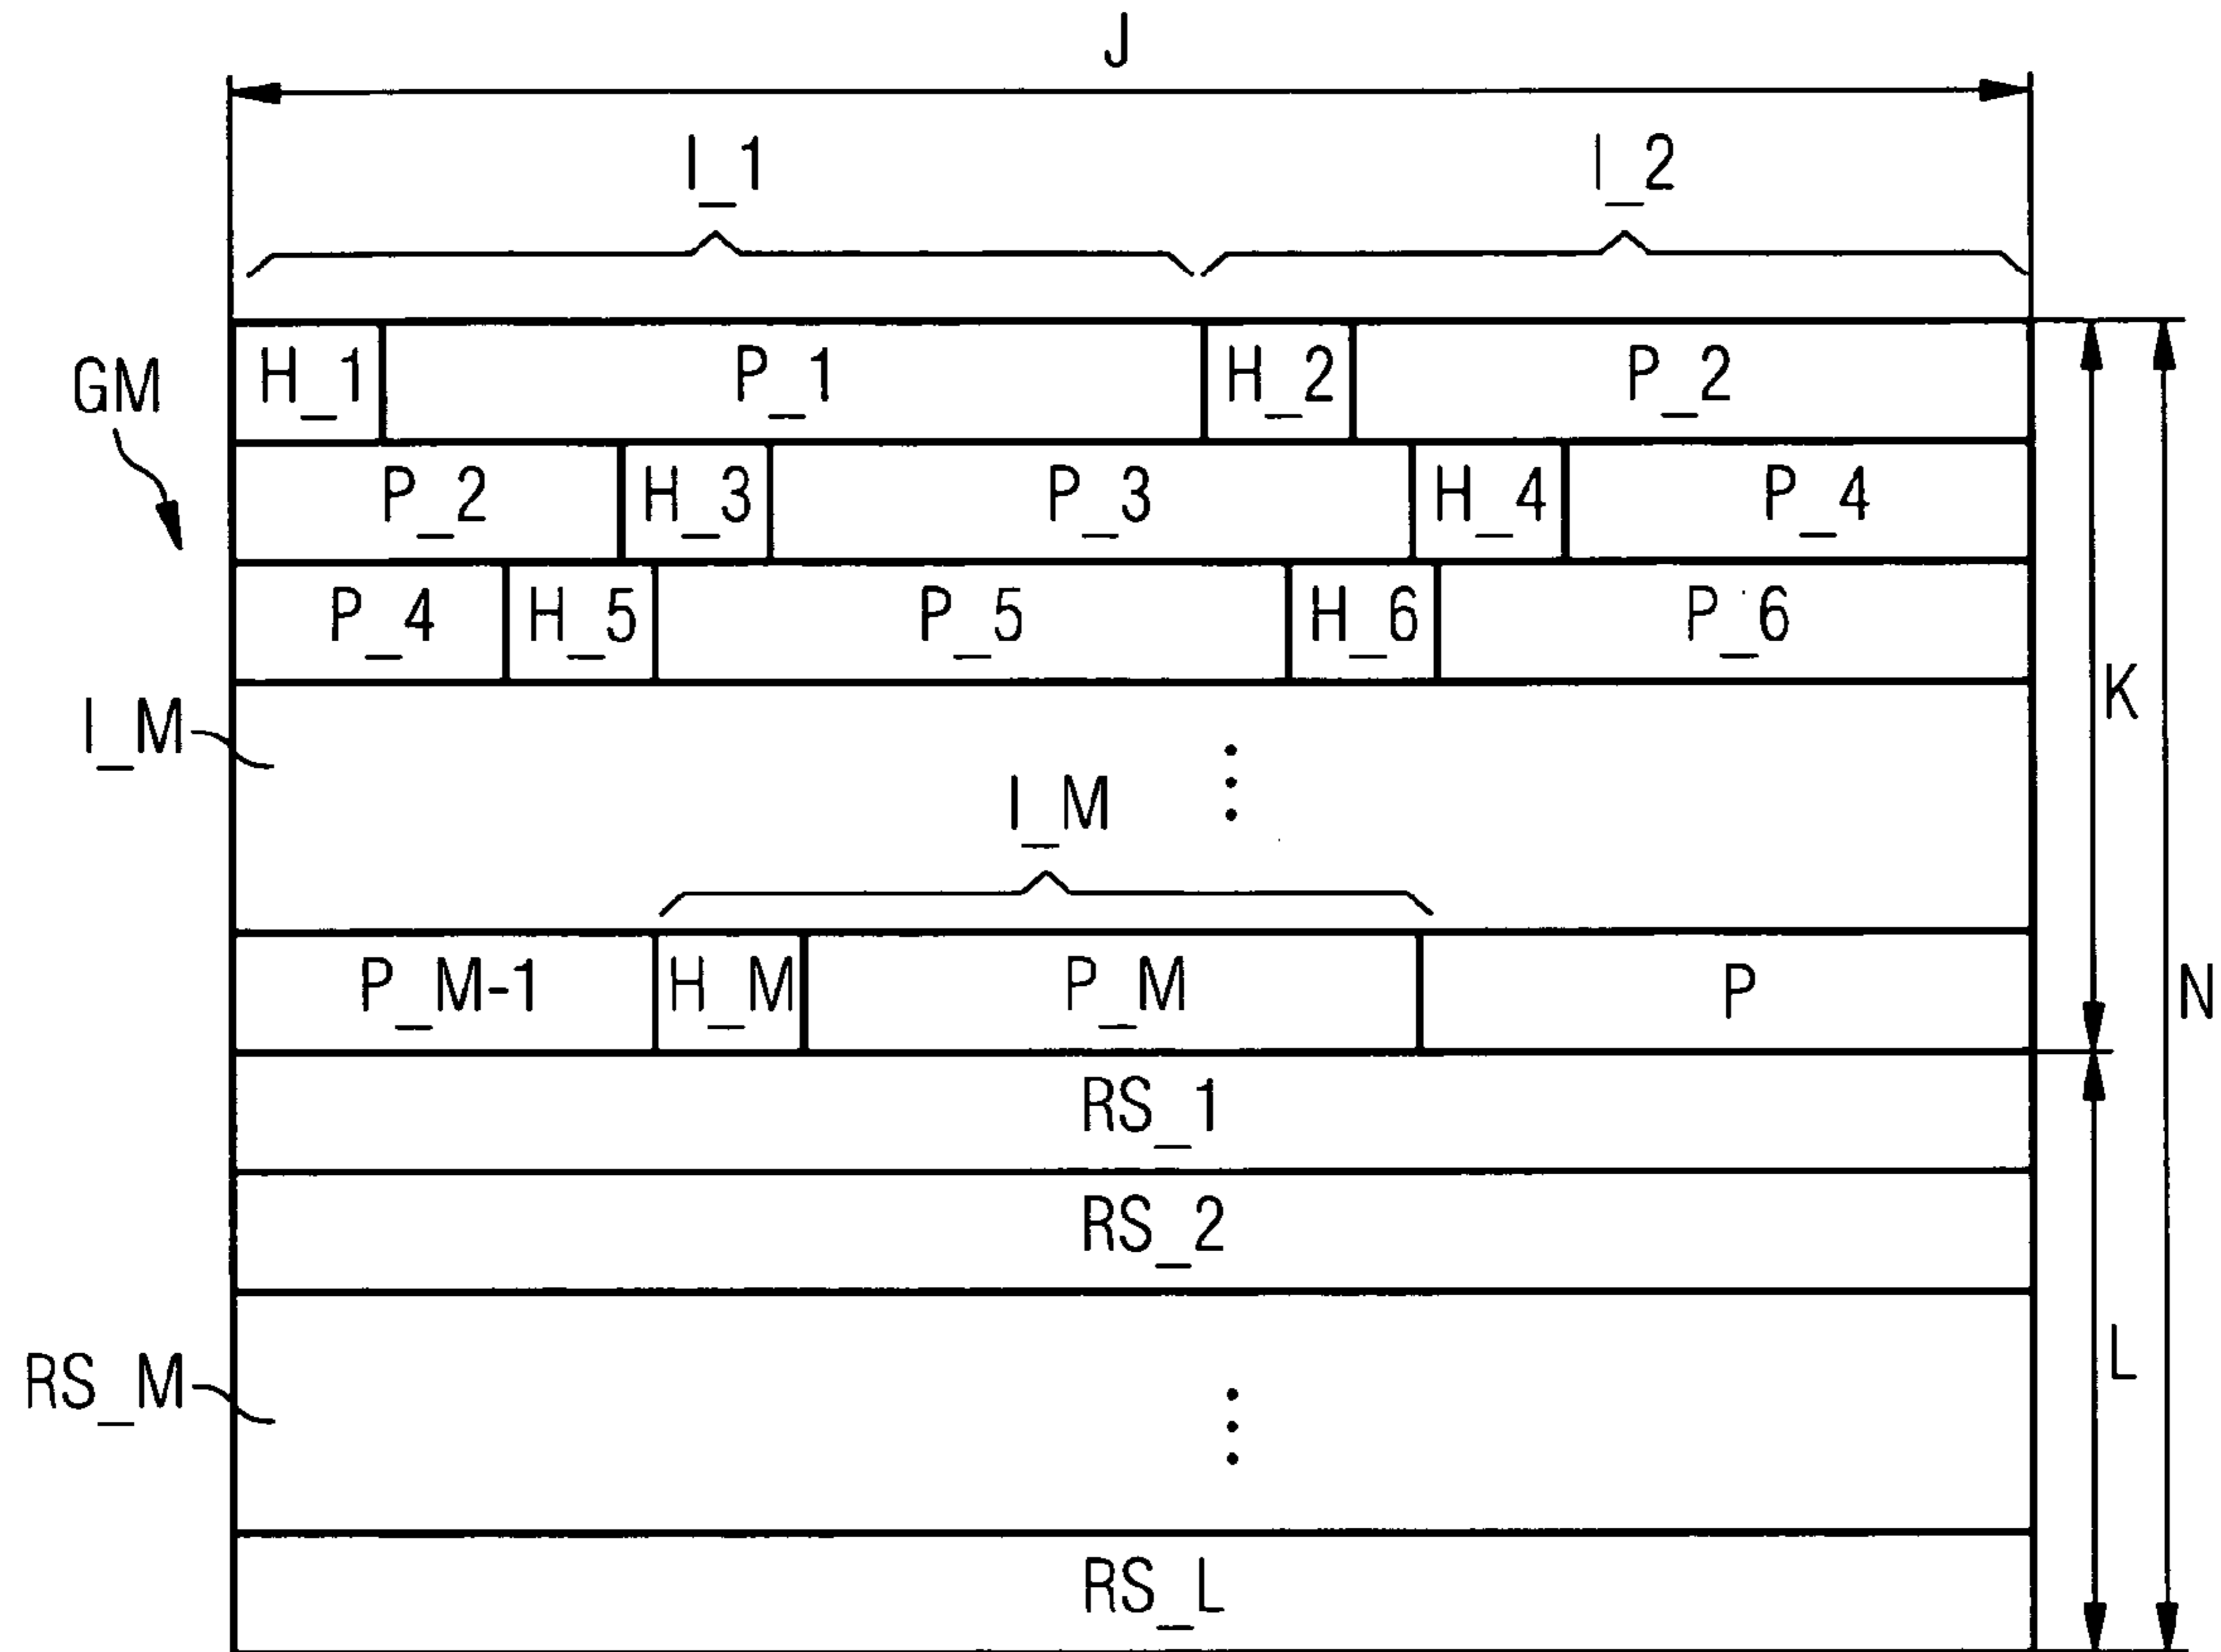 J
I_1 I_2
H_1 P_1 H_2 P_2
GM
P_2 H_3 P_3 H_4 P_4
P_4 H_5 P_5 H_6 P_6
K
I_M
I_M
P_M-1 H_M P_M P
N
RS_1
RS_2
L
RS_M
RS_L